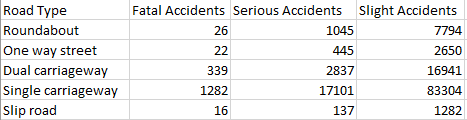 Road Type Fatal Accidents Serious Accidents Slight Accidents
Roundabout 26 1045 7794
One way street 22 445 2650
Dual carriageway 339 2837 16941
Single carriageway 1282 17101 83304
Slip road 16 137 1282